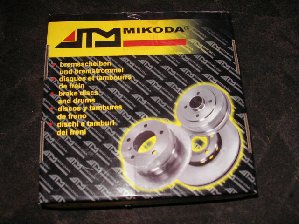 JTM MIKODA®
bremsscheiben
und bremstrommel
disques et tambours
de frein
brake discs
and drums
discos y tambores
de freno
dischi e tamburi
dei freni